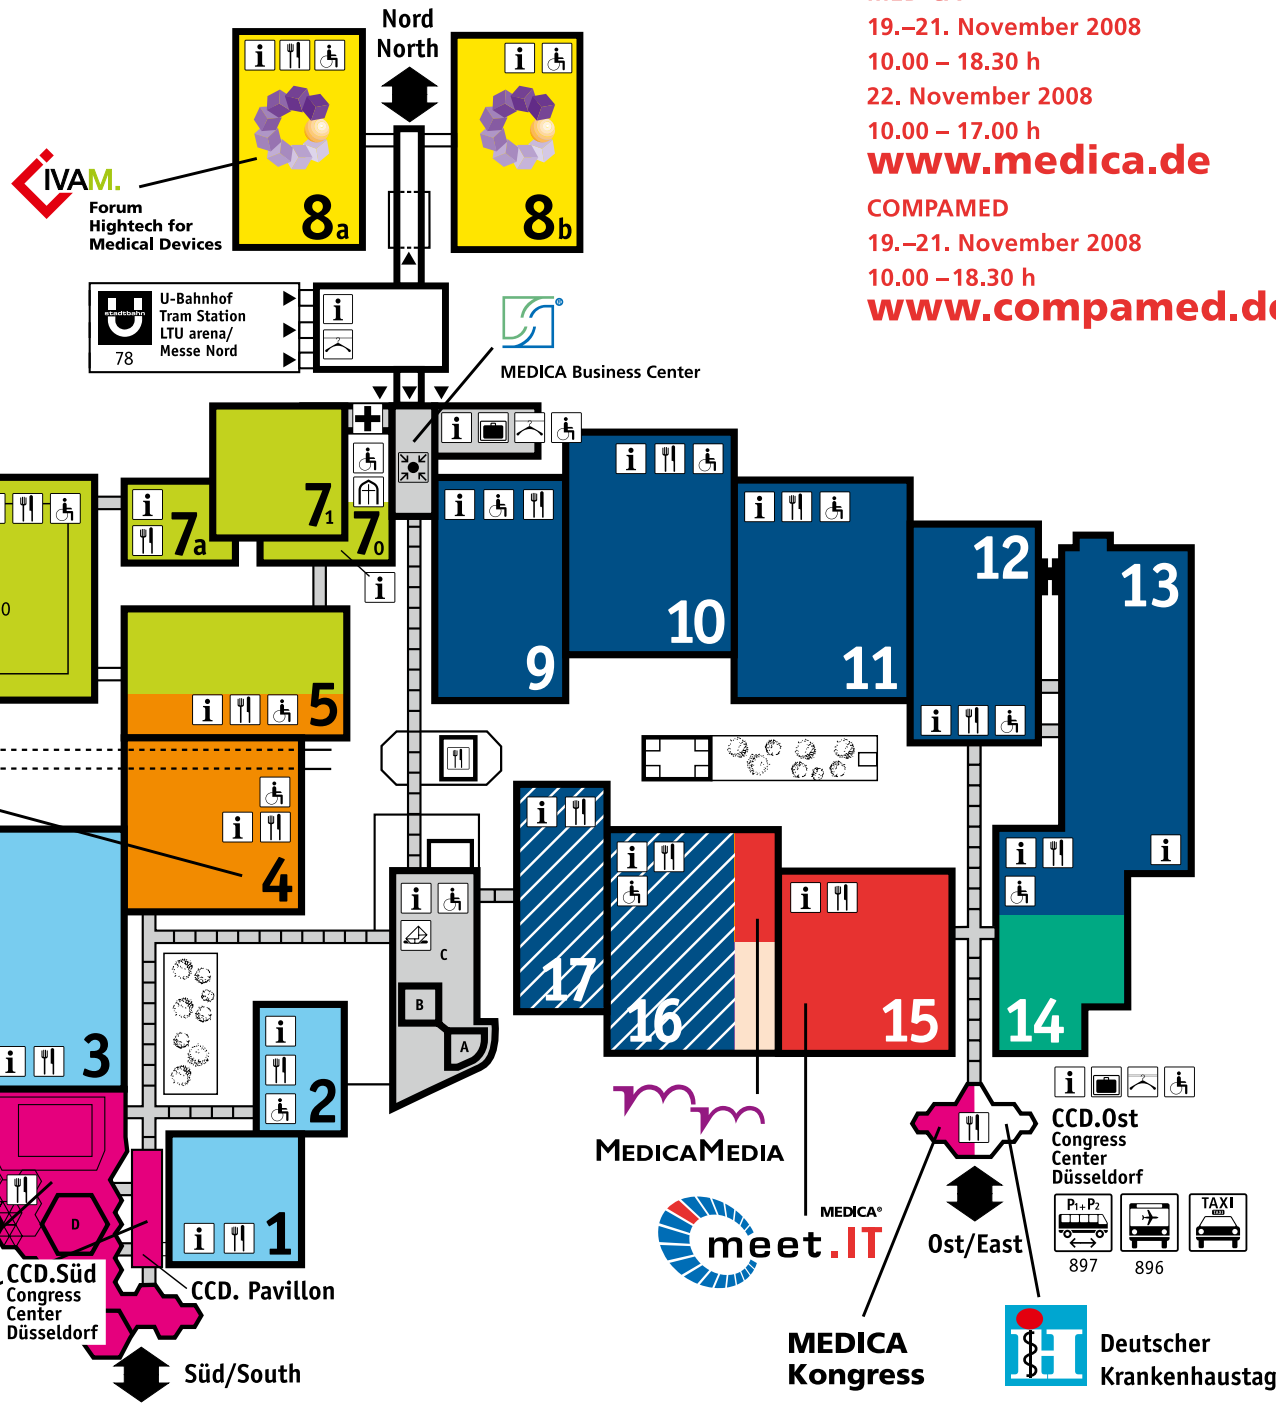 19.–21. November 2008
10.00 – 18.30 h
22. November 2008
10.00 – 17.00 h
www.medica.de
COMPAMED
19.–21. November 2008
10.00 – 18.30 h
www.compamed.de
Nord
North
8a
8b
IVAM.
Forum
Hightech for
Medical Devices
stadtbahn
78
U-Bahnhof
Tram Station
LTU arena/
Messe Nord
MEDICA Business Center
7a
71
70
9
10
11
12
13
0
5
4
3
2
1
17
16
15
14
C
B
A
D
MEDICAMEDIA
MEDICA®
meet.IT
CCD.Ost
Congress
Center
Düsseldorf
P1+P2
TAXI
TAXI
897
896
Ost/East
MEDICA
Kongress
H
Deutscher
Krankenhaustag
CCD.Süd
Congress
Center
Düsseldorf
CCD. Pavillon
Süd/South